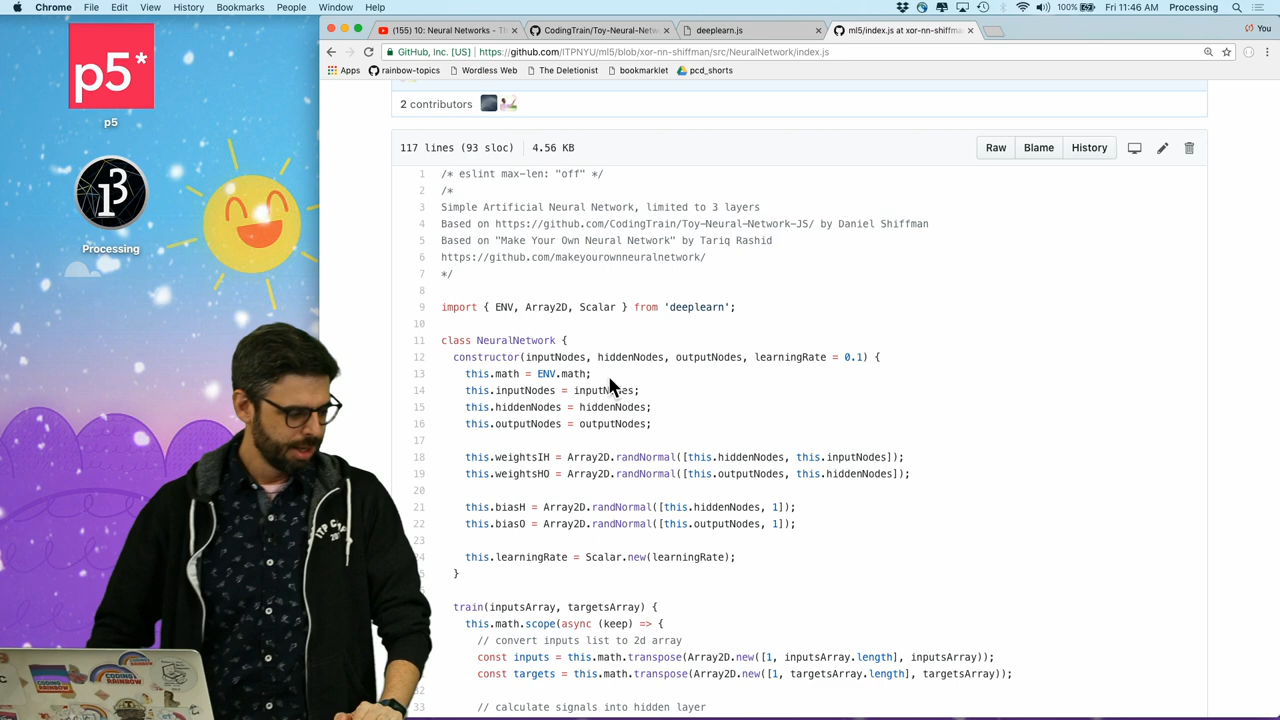 Chrome File Edit View History Bookmarks People Window Help 100% Fri 11:46 AM Processing
(155) 10: Neural Networks - T
CodingTrain/Toy-Neural-Netw
deeplearn.js
ml5/index.js at xor-nn-shiffma
You
GitHub, Inc. [US] https://github.com/ITPNYU/ml5/blob/xor-nn-shiffman/src/NeuralNetwork/index.js
Apps rainbow-topics Wordless Web The Deletionist bookmarklet pcd_shorts
p5*
p5
Processing
2 contributors
117 lines (93 sloc) 4.56 KB
Raw Blame History
1 /* eslint max-len: "off" */
2 /*
3 Simple Artificial Neural Network, limited to 3 layers
4 Based on https://github.com/CodingTrain/Toy-Neural-Network-JS/ by Daniel Shiffman
5 Based on "Make Your Own Neural Network" by Tariq Rashid
6 https://github.com/makeyourownneuralnetwork/
7 */
8
9 import { ENV, Array2D, Scalar } from 'deeplearn';
10
11 class NeuralNetwork {
12 constructor(inputNodes, hiddenNodes, outputNodes, learningRate = 0.1) {
13 this.math = ENV.math;
14 this.inputNodes = inputNodes;
15 this.hiddenNodes = hiddenNodes;
16 this.outputNodes = outputNodes;
17
18 this.weightsIH = Array2D.randNormal([this.hiddenNodes, this.inputNodes]);
19 this.weightsHO = Array2D.randNormal([this.outputNodes, this.hiddenNodes]);
20
21 this.biasH = Array2D.randNormal([this.hiddenNodes, 1]);
22 this.biasO = Array2D.randNormal([this.outputNodes, 1]);
23
24 this.learningRate = Scalar.new(learningRate);
5 }
train(inputsArray, targetsArray) {
this.math.scope(async (keep) => {
// convert inputs list to 2d array
const inputs = this.math.transpose(Array2D.new([1, inputsArray.length], inputsArray));
31 const targets = this.math.transpose(Array2D.new([1, targetsArray.length], targetsArray));
32
33 // calculate signals into hidden layer
ITP
CODING RAINBOW